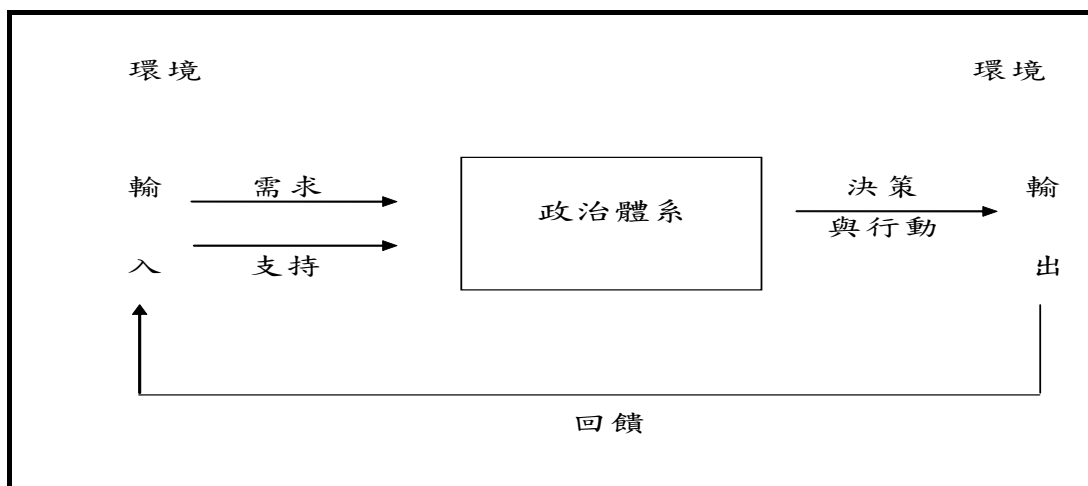 環境 環境
輸 需求 政治體系 決策 輸
與行動
入 支持 出
回饋